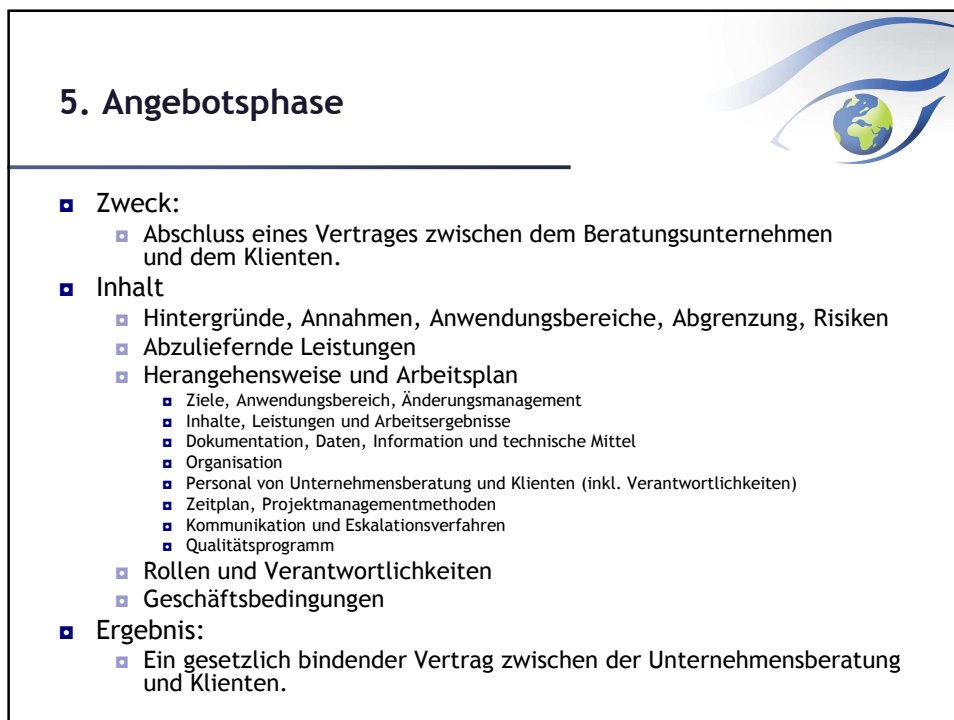 5. Angebotsphase
Zweck:
Abschluss eines Vertrages zwischen dem Beratungsunternehmen
und dem Klienten.
Inhalt
Hintergründe, Annahmen, Anwendungsbereiche, Abgrenzung, Risiken
Abzuliefernde Leistungen
Herangehensweise und Arbeitsplan
Ziele, Anwendungsbereich, Änderungsmanagement
Inhalte, Leistungen und Arbeitsergebnisse
Dokumentation, Daten, Information und technische Mittel
Organisation
Personal von Unternehmensberatung und Klienten (inkl. Verantwortlichkeiten)
Zeitplan, Projektmanagementmethoden
Kommunikation und Eskalationsverfahren
Qualitätsprogramm
Rollen und Verantwortlichkeiten
Geschäftsbedingungen
Ergebnis:
Ein gesetzlich bindender Vertrag zwischen der Unternehmensberatung
und Klienten.